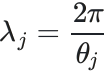 λ_j = 2π / θ_j